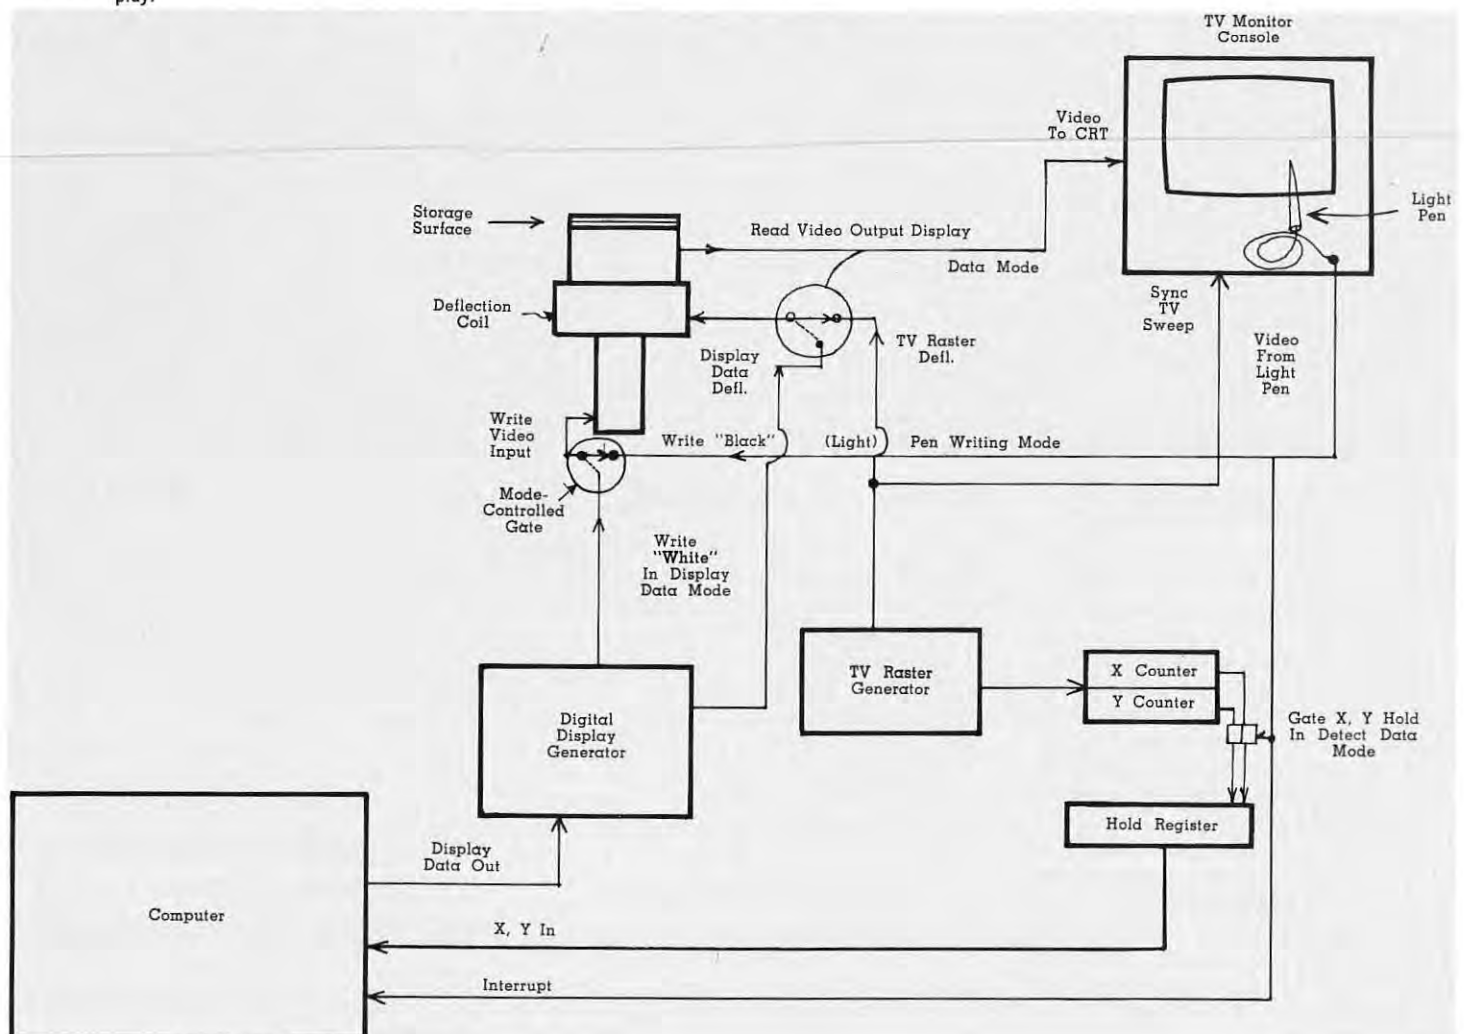 play.
TV Monitor
Console
Video
To CRT
Light
Pen
Storage
Surface
Read Video Output Display
Data Mode
Sync
TV
Sweep
Deflection
Coil
Display
Data
Defl.
TV Raster
Defl.
Video
From
Light
Pen
Write
Video
Input
Write "Black"
(Light)
Pen Writing Mode
Mode-
Controlled
Gate
Write
"White"
In Display
Data Mode
TV Raster
Generator
X Counter
Y Counter
Gate X, Y Hold
In Detect Data
Mode
Digital
Display
Generator
Hold Register
Display
Data Out
Computer
X, Y In
Interrupt